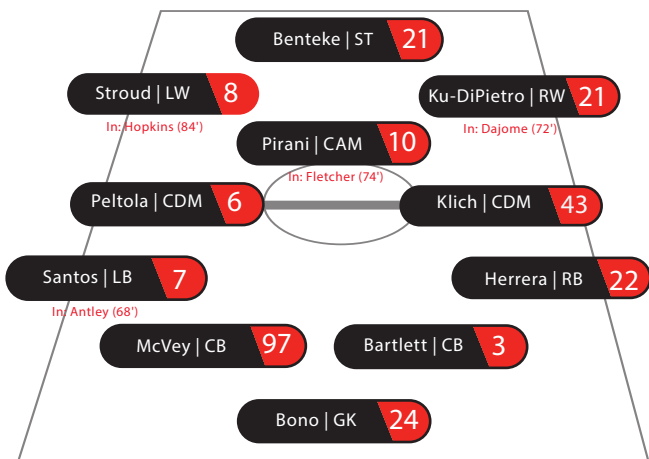 Benteke | ST 21
Stroud | LW 8
In: Hopkins (84')
Ku-DiPietro | RW 21
In: Dajome (72')
Pirani | CAM 10
In: Fletcher (74')
Peltola | CDM 6
Klich | CDM 43
Santos | LB 7
In: Antley (68')
Herrera | RB 22
McVey | CB 97
Bartlett | CB 3
Bono | GK 24